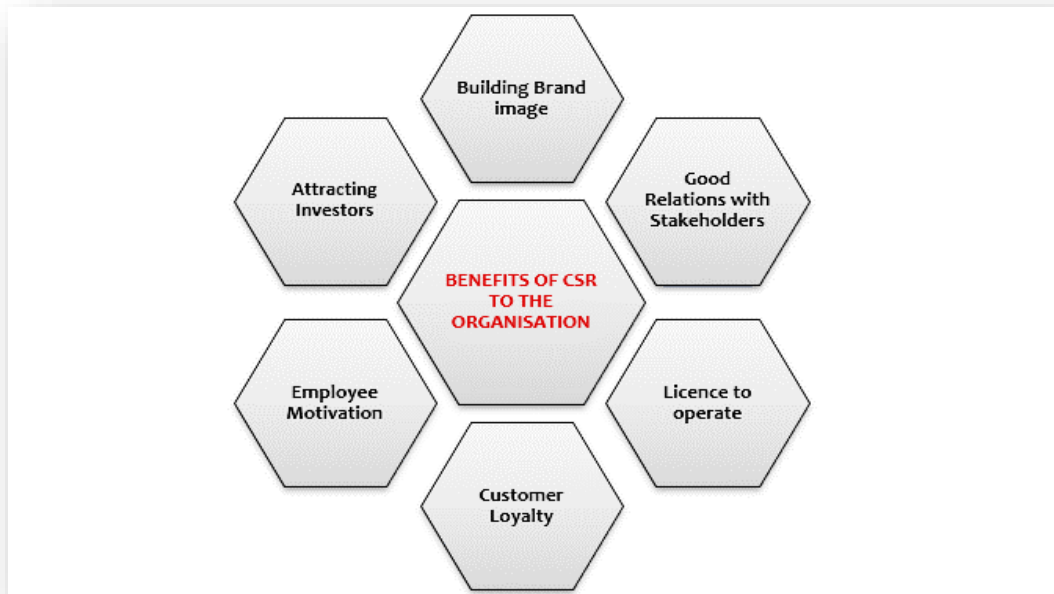 Building Brand
image
Good
Relations with
Stakeholders
Attracting
Investors
BENEFITS OF CSR
TO THE
ORGANISATION
Licence to
operate
Employee
Motivation
Customer
Loyalty